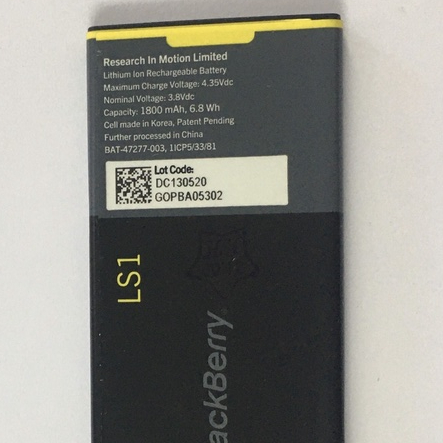 Research In Motion Limited
Lithium Ion Rechargeable Battery
Maximum Charge Voltage: 4.35Vdc
Nominal Voltage: 3.8Vdc
Capacity: 1800 mAh, 6.8 Wh
Cell made in Korea, Patent Pending
Further processed in China
BAT-47277-003, 1ICP5/33/81
Lot Code:
DC130520
GOPBA05302
LS1
ackBerry